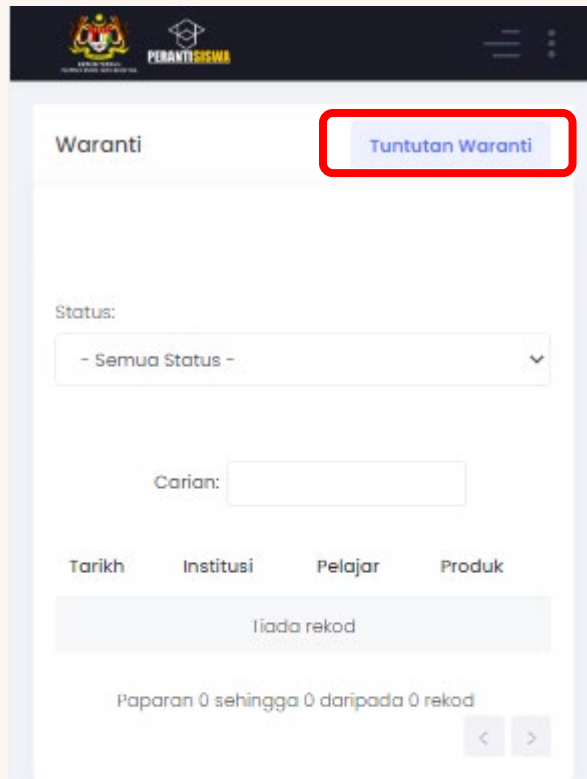 PERANTISISWA
Waranti
Tuntutan Waranti
Status:
- Semua Status -
Carian:
Tarikh Institusi Pelajar Produk
Tiada rekod
Paparan 0 sehingga 0 daripada 0 rekod
< >